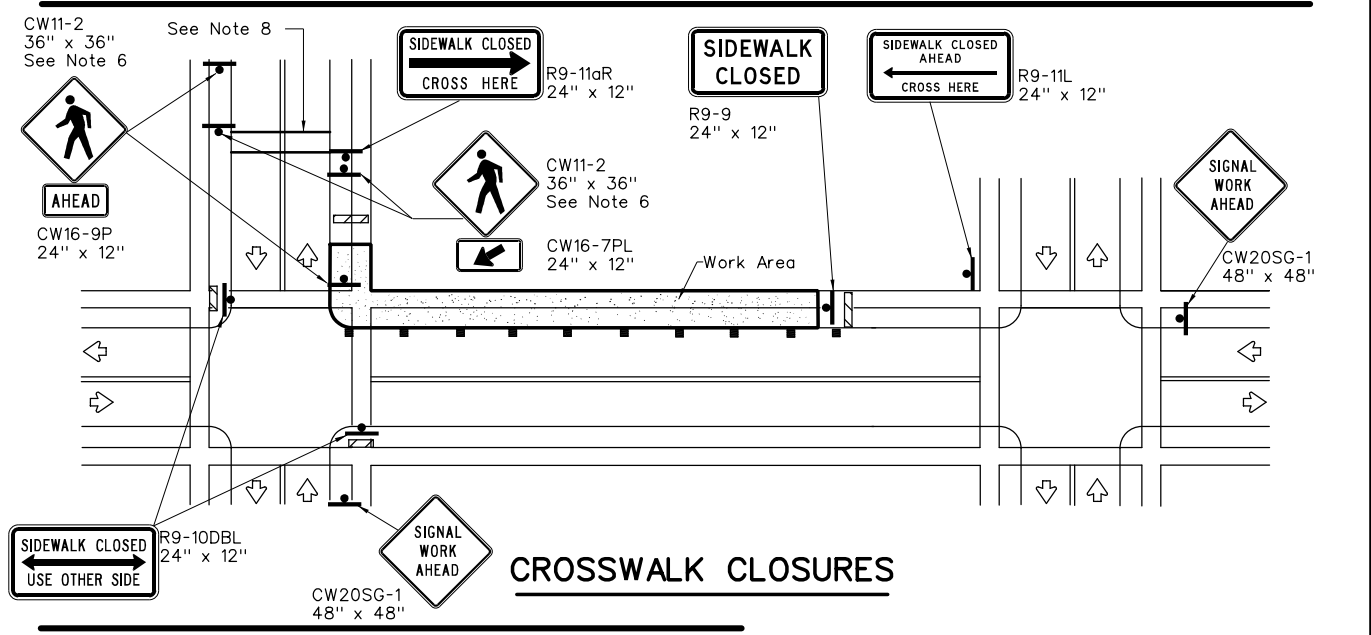 CW11-2
36" x 36"
See Note 6
See Note 8
SIDEWALK CLOSED
CROSS HERE
R9-11aR
24" x 12"
SIDEWALK
CLOSED
R9-9
24" x 12"
SIDEWALK CLOSED
AHEAD
CROSS HERE
R9-11L
24" x 12"
AHEAD
CW16-9P
24" x 12"
CW11-2
36" x 36"
See Note 6
CW16-7PL
24" x 12"
Work Area
SIGNAL
WORK
AHEAD
CW20SG-1
48" x 48"
SIDEWALK CLOSED
USE OTHER SIDE
R9-10DBL
24" x 12"
SIGNAL
WORK
AHEAD
CW20SG-1
48" x 48"
CROSSWALK CLOSURES